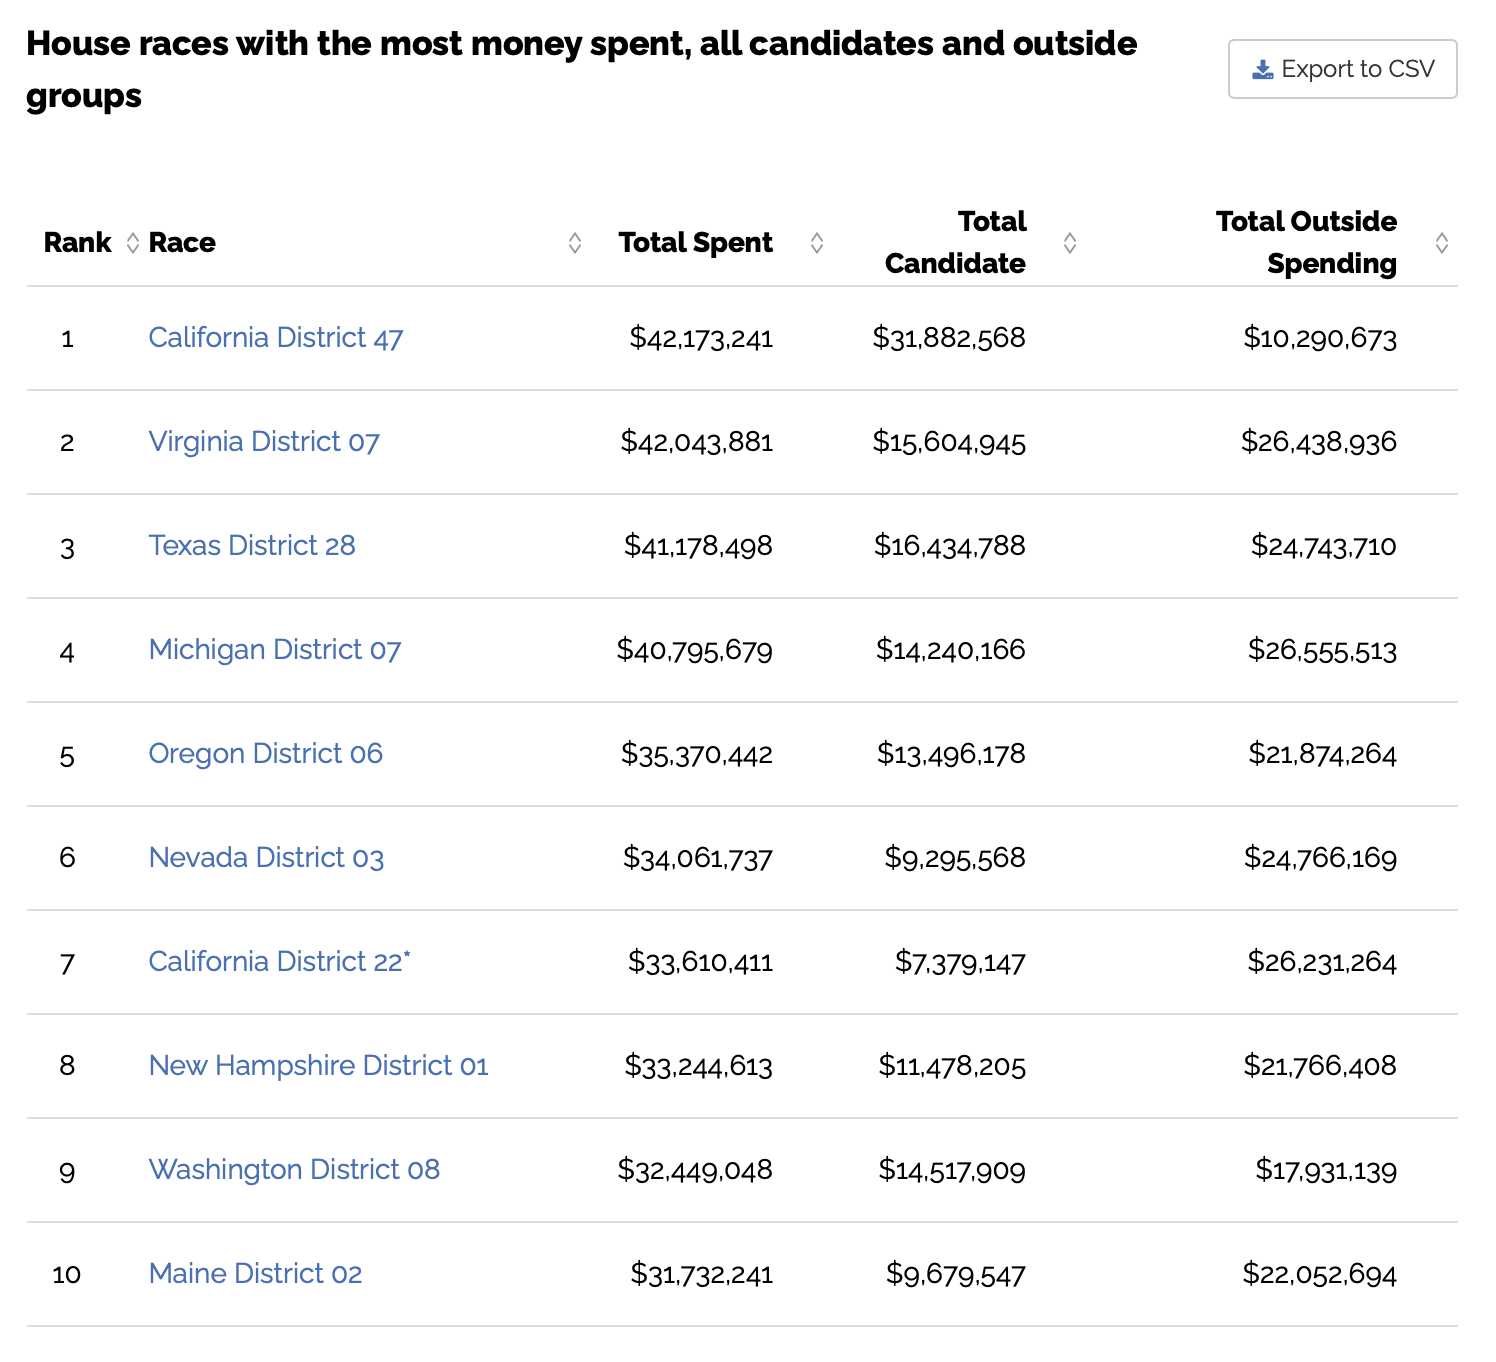 House races with the most money spent, all candidates and outside
groups
Export to CSV
Rank Race Total Spent Total Candidate Total Outside Spending
1 California District 47 $42,173,241 $31,882,568 $10,290,673
2 Virginia District 07 $42,043,881 $15,604,945 $26,438,936
3 Texas District 28 $41,178,498 $16,434,788 $24,743,710
4 Michigan District 07 $40,795,679 $14,240,166 $26,555,513
5 Oregon District 06 $35,370,442 $13,496,178 $21,874,264
6 Nevada District 03 $34,061,737 $9,295,568 $24,766,169
7 California District 22* $33,610,411 $7,379,147 $26,231,264
8 New Hampshire District 01 $33,244,613 $11,478,205 $21,766,408
9 Washington District 08 $32,449,048 $14,517,909 $17,931,139
10 Maine District 02 $31,732,241 $9,679,547 $22,052,694